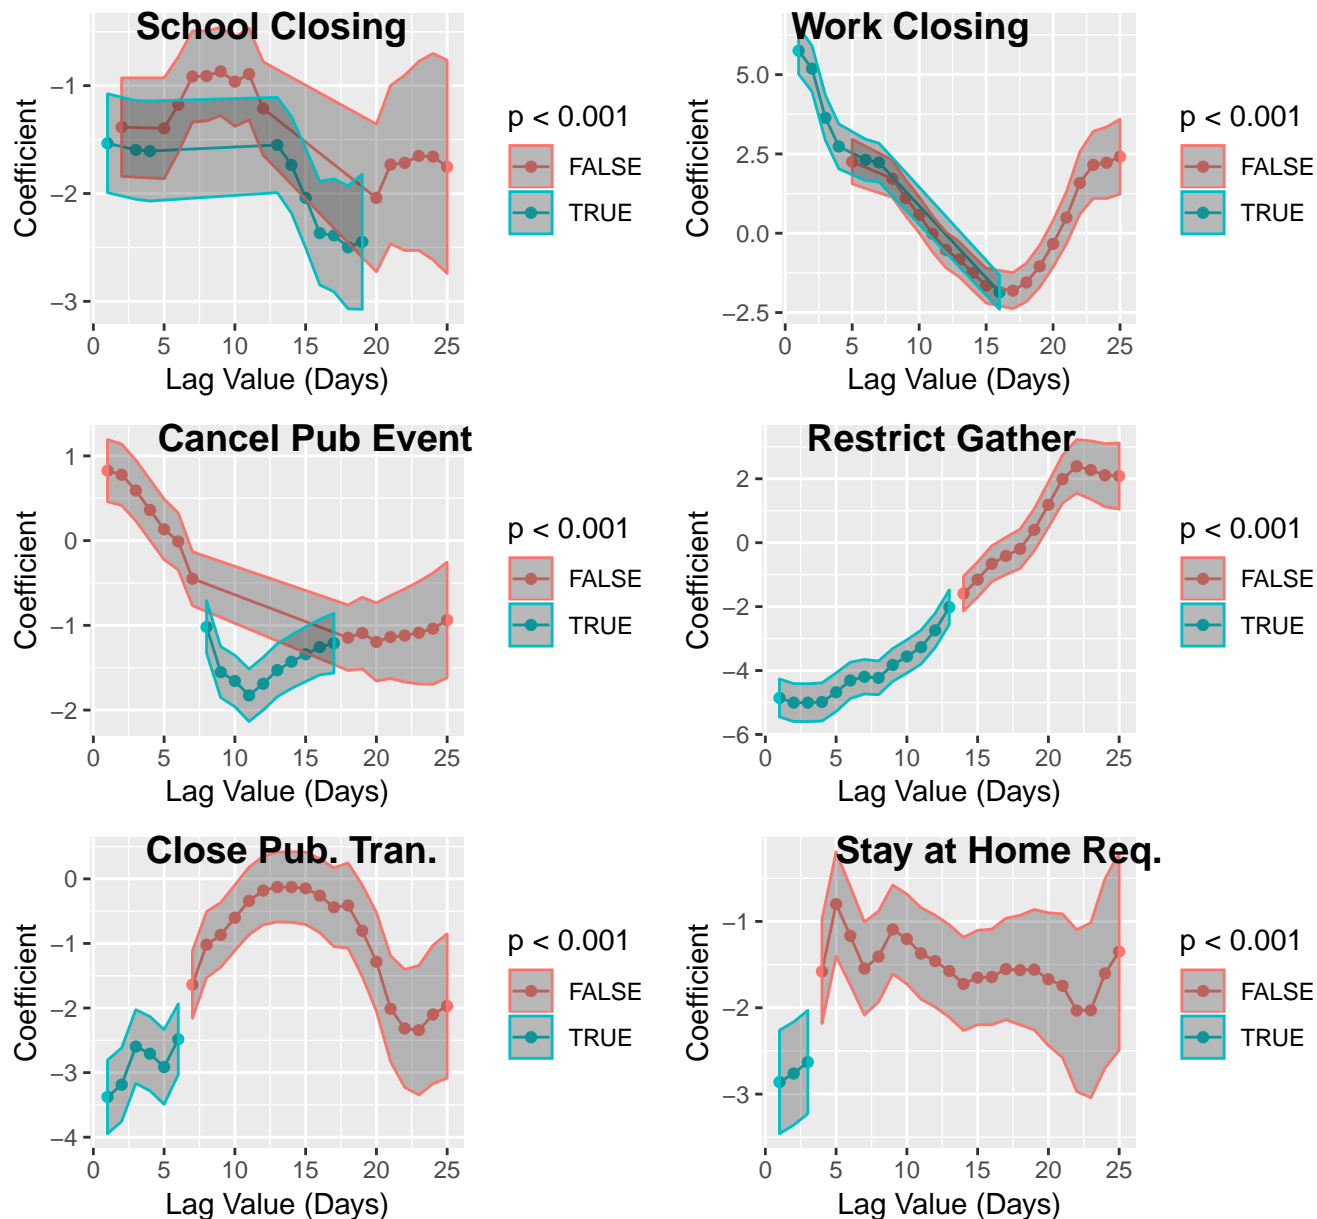 School Closing
−1
−2
−3
Coefficient
0 5 10 15 20 25
Lag Value (Days)
p < 0.001
FALSE
TRUE
Work Closing
5.0
2.5
0.0
−2.5
Coefficient
0 5 10 15 20 25
Lag Value (Days)
p < 0.001
FALSE
TRUE
Cancel Pub Event
1
0
−1
−2
Coefficient
0 5 10 15 20 25
Lag Value (Days)
p < 0.001
FALSE
TRUE
Restrict Gather
2
0
−2
−4
−6
Coefficient
0 5 10 15 20 25
Lag Value (Days)
p < 0.001
FALSE
TRUE
Close Pub. Tran.
0
−1
−2
−3
−4
Coefficient
0 5 10 15 20 25
Lag Value (Days)
p < 0.001
FALSE
TRUE
Stay at Home Req.
−1
−2
−3
Coefficient
0 5 10 15 20 25
Lag Value (Days)
p < 0.001
FALSE
TRUE